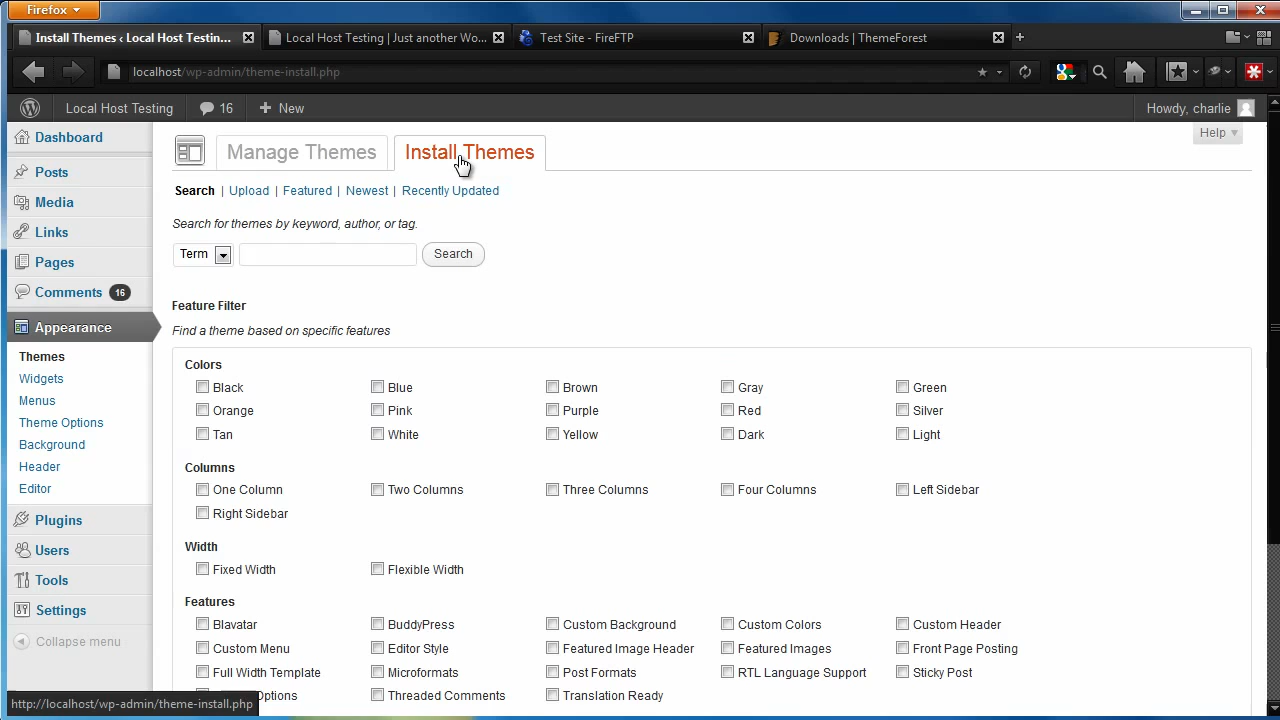 Firefox
Install Themes ‹ Local Host Testin... Local Host Testing | Just another Wo... Test Site - FireFTP Downloads | ThemeForest
localhost/wp-admin/theme-install.php
Local Host Testing 16 New Howdy, charlie
Help
Dashboard
Posts
Media
Links
Pages
Comments 16
Appearance
Themes
Widgets
Menus
Theme Options
Background
Header
Editor
Plugins
Users
Tools
Settings
Collapse menu
Manage Themes Install Themes
Search | Upload | Featured | Newest | Recently Updated
Search for themes by keyword, author, or tag.
Term Search
Feature Filter
Find a theme based on specific features
Colors
Black Blue Brown Gray Green
Orange Pink Purple Red Silver
Tan White Yellow Dark Light
Columns
One Column Two Columns Three Columns Four Columns Left Sidebar
Right Sidebar
Width
Fixed Width Flexible Width
Features
Blavatar BuddyPress Custom Background Custom Colors Custom Header
Custom Menu Editor Style Featured Image Header Featured Images Front Page Posting
Full Width Template Microformats Post Formats RTL Language Support Sticky Post
Options Threaded Comments Translation Ready
http://localhost/wp-admin/theme-install.php